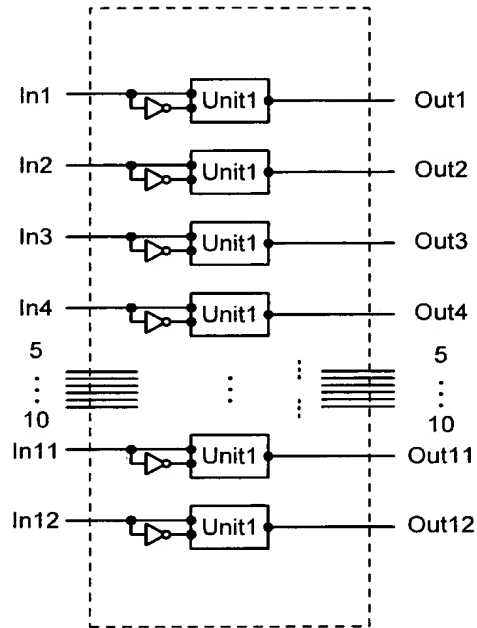 In1 Unit1 Out1
In2 Unit1 Out2
In3 Unit1 Out3
In4 Unit1 Out4
5 5
10 10
In11 Unit1 Out11
In12 Unit1 Out12